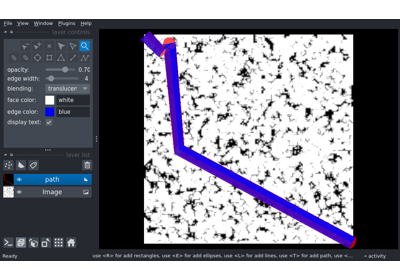 File View Window Plugins Help
layer controls
opacity: 0.70
edge width: 4
blending: translucen
face color: white
edge color: blue
display text:
layer list
path
Image
Ready use <R> for add rectangles, use <E> for add ellipses, use <L> for add lines, use <T> for add path, use <... activity